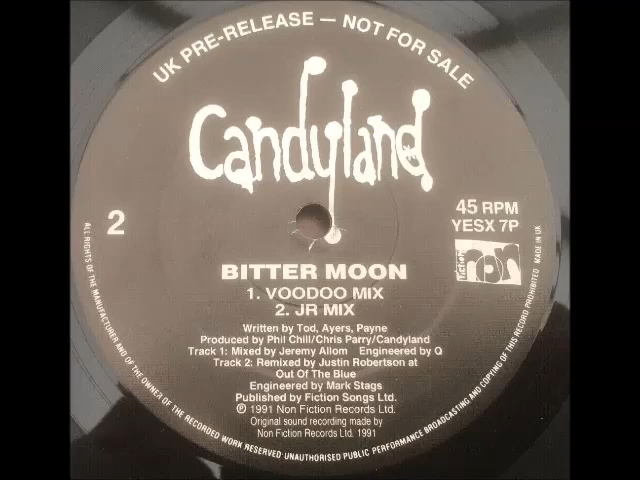 UK PRE-RELEASE — NOT FOR SALE
Candyland
2
45 RPM
YESX 7P
fiction
non
BITTER MOON
1. VOODOO MIX
2. JR MIX
Written by Tod, Ayers, Payne
Produced by Phil Chill/Chris Parry/Candyland
Track 1: Mixed by Jeremy Allom Engineered by Q
Track 2: Remixed by Justin Robertson at
Out Of The Blue
Engineered by Mark Stags
Published by Fiction Songs Ltd.
℗ 1991 Non Fiction Records Ltd.
Original sound recording made by
Non Fiction Records Ltd. 1991
ALL RIGHTS OF THE MANUFACTURER AND OF THE OWNER OF THE RECORDED WORK RESERVED·UNAUTHORISED PUBLIC PERFORMANCE BROADCASTING AND COPYING OF THIS RECORD PROHIBITED MADE IN UK